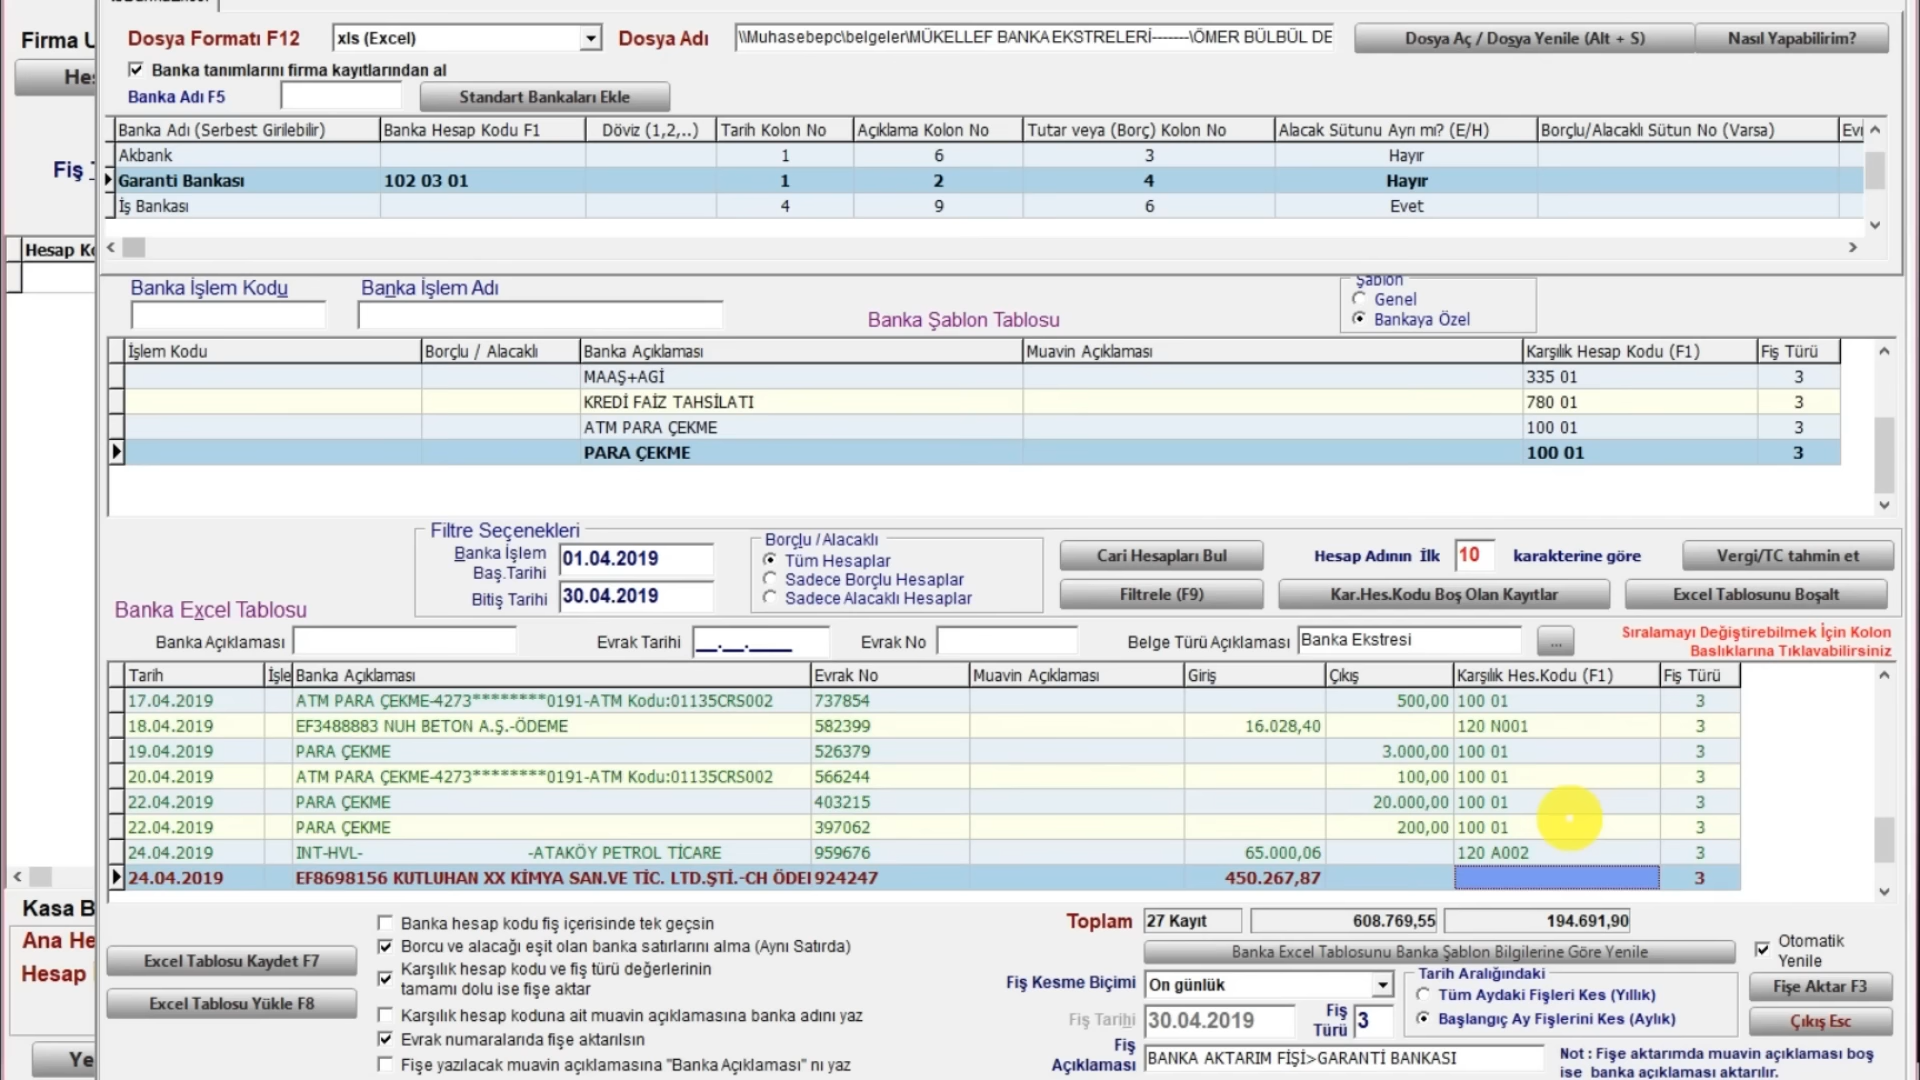 Firma U
Dosya Formatı F12
xls (Excel)
Dosya Adı
\\Muhasebepc\belgeler\MÜKELLEF BANKA EKSTRELERİ-------\ÖMER BÜLBÜL DE
Dosya Aç / Dosya Yenile (Alt + S)
Nasıl Yapabilirim?
Hes
Banka tanımlarını firma kayıtlarından al
Banka Adı F5
Standart Bankaları Ekle
Banka Adı (Serbest Girilebilir) Banka Hesap Kodu F1 Döviz (1,2,..) Tarih Kolon No Açıklama Kolon No Tutar veya (Borç) Kolon No Alacak Sütunu Ayrı mı? (E/H) Borçlu/Alacaklı Sütun No (Varsa) Evr
Akbank 1 6 3 Hayır
Fiş
Garanti Bankası 102 03 01 1 2 4 Hayır
İş Bankası 4 9 6 Evet
Hesap Ko
Banka İşlem Kodu Banka İşlem Adı
Şablon
Genel
Bankaya Özel
Banka Şablon Tablosu
İşlem Kodu Borçlu / Alacaklı Banka Açıklaması Muavin Açıklaması Karşılık Hesap Kodu (F1) Fiş Türü
MAAŞ+AGİ 335 01 3
KREDİ FAİZ TAHSİLATI 780 01 3
ATM PARA ÇEKME 100 01 3
PARA ÇEKME 100 01 3
Filtre Seçenekleri
Banka İşlem
Baş.Tarihi
01.04.2019
Bitiş Tarihi 30.04.2019
Borçlu /Alacaklı
Tüm Hesaplar
Sadece Borçlu Hesaplar
Sadece Alacaklı Hesaplar
Cari Hesapları Bul
Hesap Adının İlk 10 karakterine göre
Vergi/TC tahmin et
Filtrele (F9)
Kar.Hes.Kodu Boş Olan Kayıtlar
Excel Tablosunu Boşalt
Banka Excel Tablosu
Banka Açıklaması Evrak Tarihi __.__.____ Evrak No Belge Türü Açıklaması Banka Ekstresi ...
Sıralamayı Değiştirebilmek İçin Kolon
Başlıklarına Tıklayabilirsiniz
Tarih İşle Banka Açıklaması Evrak No Muavin Açıklaması Giriş Çıkış Karşılık Hes.Kodu (F1) Fiş Türü
17.04.2019 ATM PARA ÇEKME-4273********0191-ATM Kodu:01135CRS002 737854 500,00 100 01 3
18.04.2019 EF3488883 NUH BETON A.Ş.-ÖDEME 582399 16.028,40 120 N001 3
19.04.2019 PARA ÇEKME 526379 3.000,00 100 01 3
20.04.2019 ATM PARA ÇEKME-4273********0191-ATM Kodu:01135CRS002 566244 100,00 100 01 3
22.04.2019 PARA ÇEKME 403215 20.000,00 100 01 3
22.04.2019 PARA ÇEKME 397062 200,00 100 01 3
24.04.2019 INT-HVL- -ATAKÖY PETROL TİCARE 959676 65.000,06 120 A002 3
24.04.2019 EF8698156 KUTLUHAN XX KİMYA SAN.VE TİC. LTD.ŞTİ.-CH ÖDEI 924247 450.267,87 3
Kasa B
Ana He
Hesap
Ye
Excel Tablosu Kaydet F7
Excel Tablosu Yükle F8
Banka hesap kodu fiş içerisinde tek geçsin
Borcu ve alacağı eşit olan banka satırlarını alma (Aynı Satırda)
Karşılık hesap kodu ve fiş türü değerlerinin
tamamı dolu ise fişe aktar
Karşılık hesap koduna ait muavin açıklamasına banka adını yaz
Evrak numaralarıda fişe aktarılsın
Fişe yazılacak muavin açıklamasına "Banka Açıklaması" nı yaz
Toplam 27 Kayıt 608.769,55 194.691,90
Banka Excel Tablosunu Banka Şablon Bilgilerine Göre Yenile
Otomatik
Yenile
Fiş Kesme Biçimi On günlük
Tarih Aralığındaki
Tüm Aydaki Fişleri Kes (Yıllık)
Başlangıç Ay Fişlerini Kes (Aylık)
Fişe Aktar F3
Çıkış Esc
Fiş Tarihi 30.04.2019
Fiş
Türü 3
Fiş
Açıklaması BANKA AKTARIM FİŞİ>GARANTİ BANKASI
Not : Fişe aktarımda muavin açıklaması boş
ise banka açıklaması aktarılır.